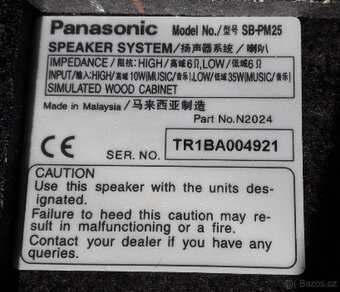 Panasonic Model No./型号 SB-PM25
SPEAKER SYSTEM/扬声器系统/喇叭
IMPEDANCE / 阻抗: HIGH/高域6Ω,LOW/低域6Ω
INPUT/输入: HIGH/高域10W(MUSIC/音乐),LOW/低域35W(MUSIC/音乐)
SIMULATED WOOD CABINET
Made in Malaysia /马来西亚制造
Part No.N2024
CE SER. NO. TR1BA004921
CAUTION
Use this speaker with the units des-
ignated.
Failure to heed this caution may re-
sult in malfunctioning or a fire.
Contact your dealer if you have any
queries.
Bazos.cz